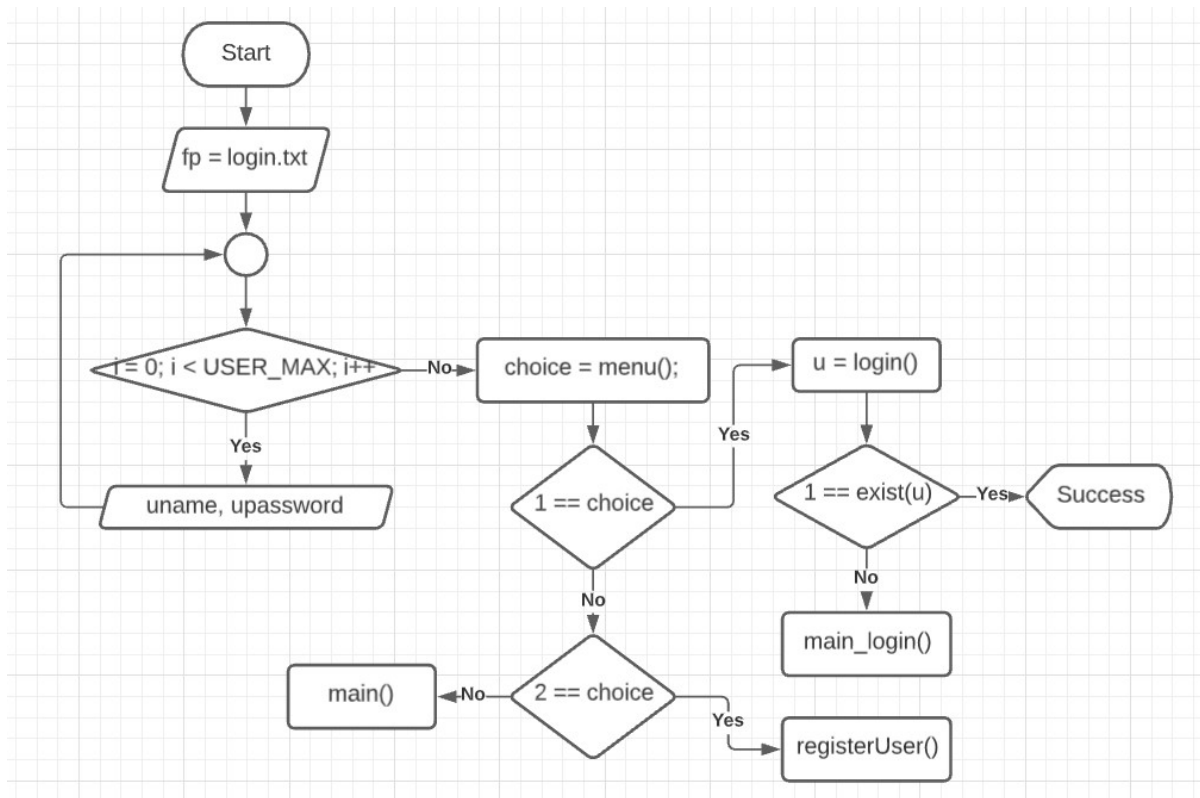 Start
fp = login.txt
i = 0; i < USER_MAX; i++
No
choice = menu();
u = login()
Yes
Yes
uname, upassword
1 == choice
1 == exist(u)
Yes
Success
No
No
main_login()
main()
No
2 == choice
Yes
registerUser()